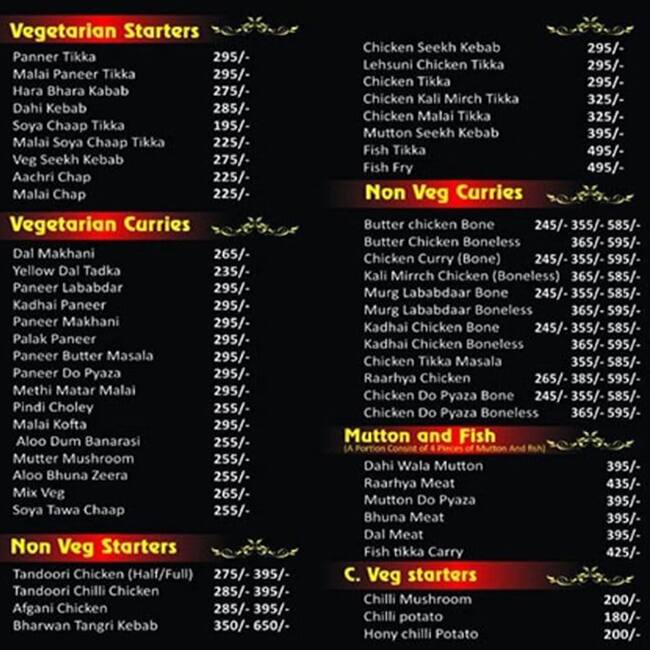 Vegetarian Starters
Panner Tikka 295/-
Malai Paneer Tikka 295/-
Hara Bhara Kabab 275/-
Dahi Kebab 285/-
Soya Chaap Tikka 195/-
Malai Soya Chaap Tikka 225/-
Veg Seekh Kebab 275/-
Aachri Chap 225/-
Malai Chap 225/-
Vegetarian Curries
Dal Makhani 265/-
Yellow Dal Tadka 235/-
Paneer Lababdar 295/-
Kadhai Paneer 295/-
Paneer Makhani 295/-
Palak Paneer 295/-
Paneer Butter Masala 295/-
Paneer Do Pyaza 295/-
Methi Matar Malai 295/-
Pindi Choley 255/-
Malai Kofta 295/-
Aloo Dum Banarasi 255/-
Mutter Mushroom 255/-
Aloo Bhuna Zeera 255/-
Mix Veg 265/-
Soya Tawa Chaap 255/-
Non Veg Starters
Tandoori Chicken (Half/Full) 275/- 395/-
Tandoori Chilli Chicken 285/- 395/-
Afgani Chicken 285/- 395/-
Bharwan Tangri Kebab 350/- 650/-
Chicken Seekh Kebab 295/-
Lehsuni Chicken Tikka 295/-
Chicken Tikka 295/-
Chicken Kali Mirch Tikka 325/-
Chicken Malai Tikka 325/-
Mutton Seekh Kebab 395/-
Fish Tikka 495/-
Fish Fry 495/-
Non Veg Curries
Butter chicken Bone 245/- 355/- 585/-
Butter Chicken Boneless 365/- 595/-
Chicken Curry (Bone) 245/- 355/- 585/-
Kali Mirrch Chicken (Boneless) 365/- 585/-
Murg Lababdaar Bone 245/- 355/- 585/-
Murg Lababdaar Boneless 365/- 595/-
Kadhai Chicken Bone 245/- 355/- 585/-
Kadhai Chicken Boneless 365/- 595/-
Chicken Tikka Masala 355/- 585/-
Raarhya Chicken 265/- 385/- 595/-
Chicken Do Pyaza Bone 245/- 355/- 585/-
Chicken Do Pyaza Boneless 365/- 595/-
Mutton and Fish
(A Portion Consist of 4 Pieces of Mutton And fish)
Dahi Wala Mutton 395/-
Raarhya Meat 435/-
Mutton Do Pyaza 395/-
Bhuna Meat 395/-
Dal Meat 395/-
Fish tikka Carry 425/-
C. Veg starters
Chilli Mushroom 200/-
Chilli potato 180/-
Hony chilli Potato 200/-